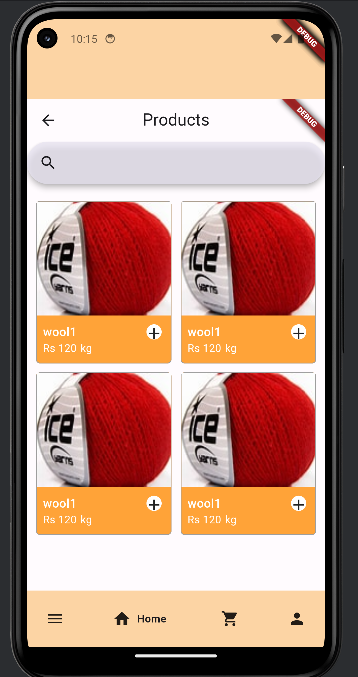 10:15
DEBUG
DEBUG
Products
ice
yarns
ice
yarns
wool1
Rs 120 kg
wool1
Rs 120 kg
ice
yarns
ice
yarns
wool1
Rs 120 kg
wool1
Rs 120 kg
Home